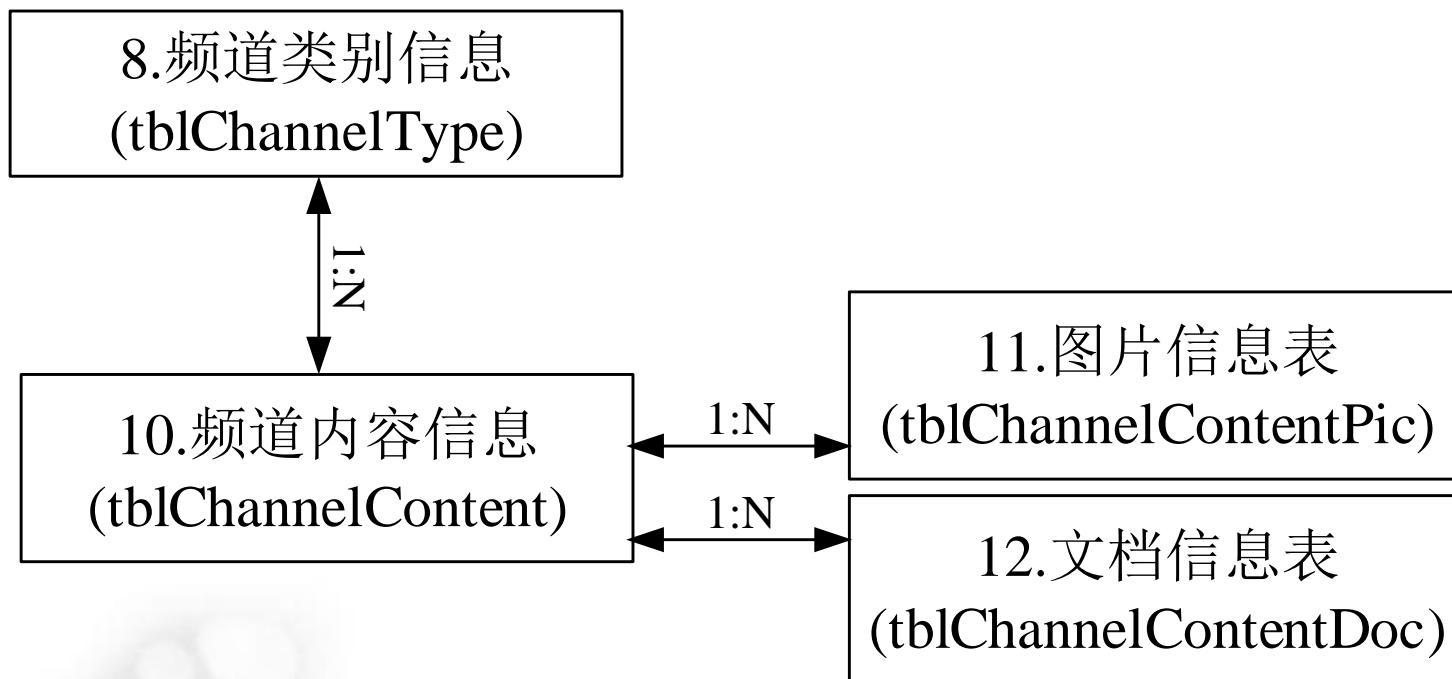 8.频道类别信息
(tblChannelType)
1:N
10.频道内容信息
(tblChannelContent)
1:N
1:N
11.图片信息表
(tblChannelContentPic)
12.文档信息表
(tblChannelContentDoc)